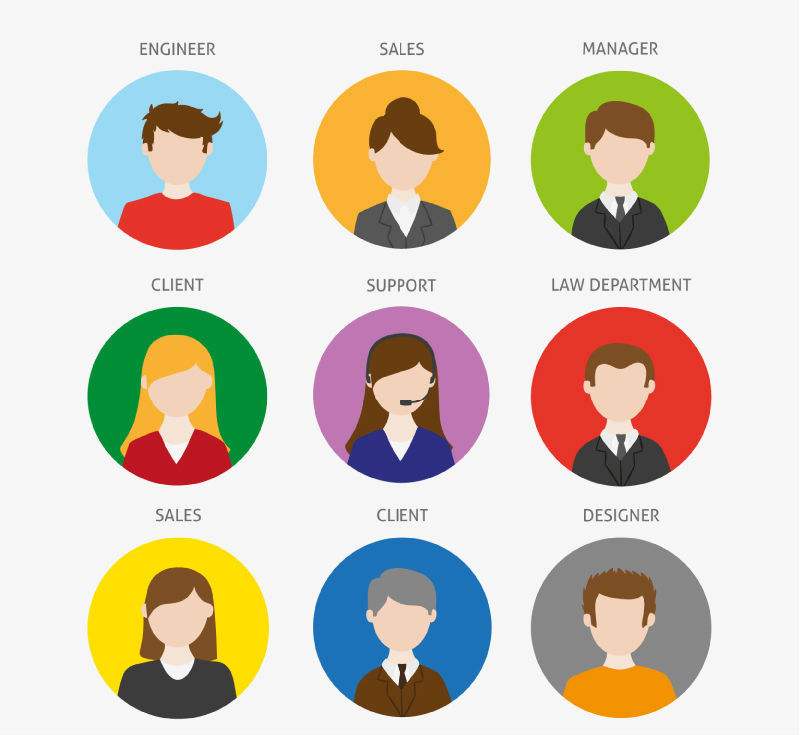 ENGINEER
SALES
MANAGER
CLIENT
SUPPORT
LAW DEPARTMENT
SALES
CLIENT
DESIGNER